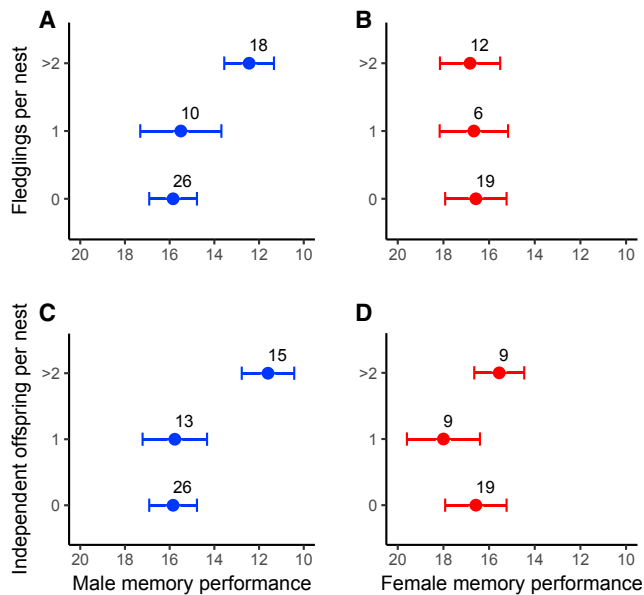 A
B
Fledglings per nest
>2
1
0
18
10
26
20 18 16 14 12 10
>2
1
0
12
6
19
20 18 16 14 12 10
C
D
Independent offspring per nest
>2
1
0
15
13
26
20 18 16 14 12 10
Male memory performance
>2
1
0
9
9
19
20 18 16 14 12 10
Female memory performance